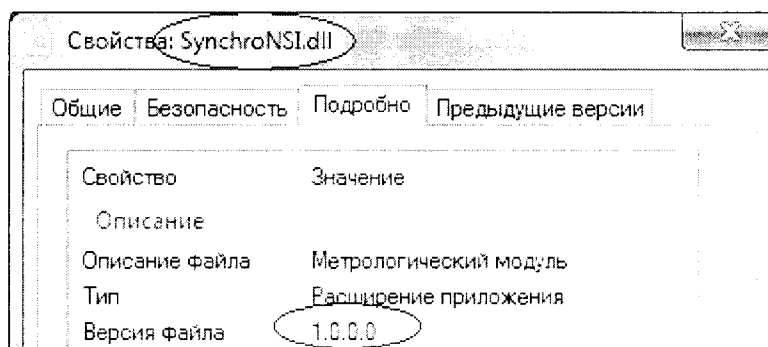 Свойства: SynchroNSI.dll
Общие Безопасность Подробно Предыдущие версии
Свойство Значение
Описание
Описание файла Метрологический модуль
Тип Расширение приложения
Версия файла 1.0.0.0